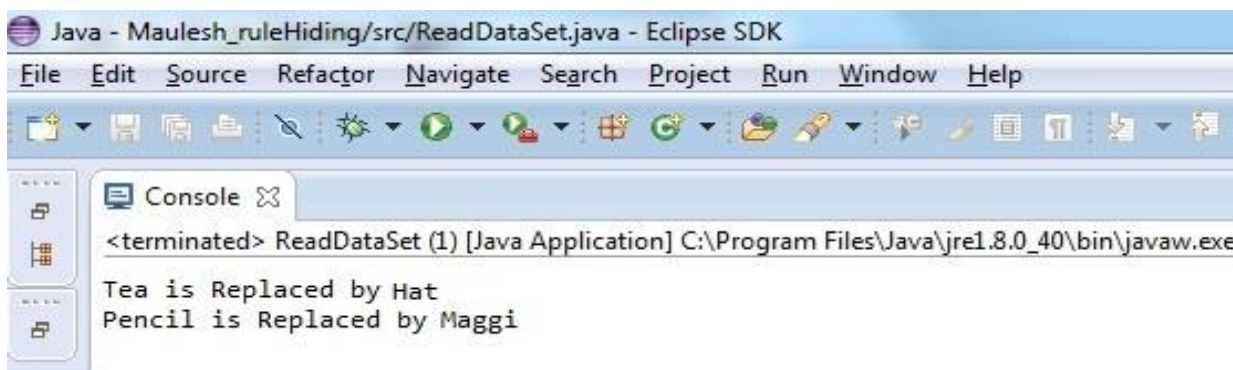 Java - Maulesh_ruleHiding/src/ReadDataSet.java - Eclipse SDK
File Edit Source Refactor Navigate Search Project Run Window Help
Console
<terminated> ReadDataSet (1) [Java Application] C:\Program Files\Java\jre1.8.0_40\bin\javaw.exe
Tea is Replaced by Hat
Pencil is Replaced by Maggi